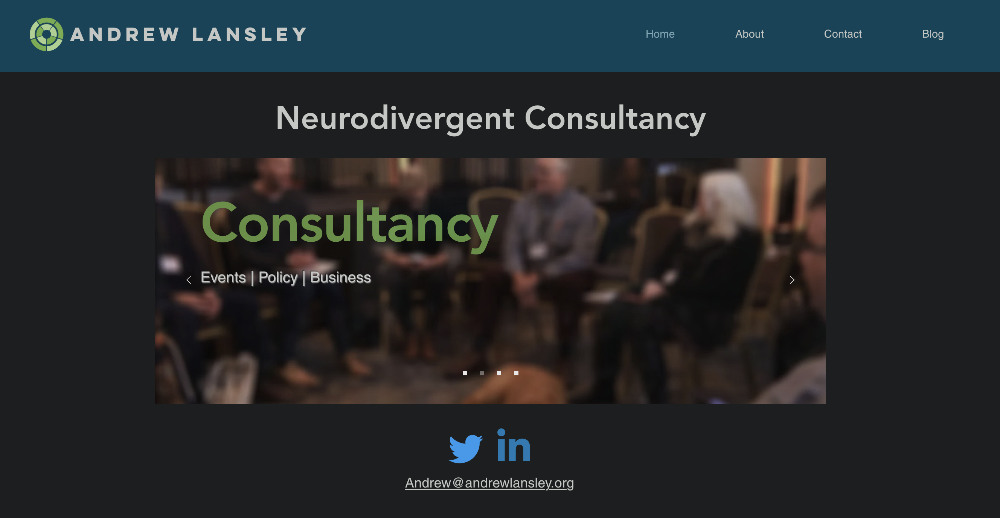 ANDREW LANSLEY
Home About Contact Blog
Neurodivergent Consultancy
Consultancy
Events | Policy | Business
in
Andrew@andrewlansley.org